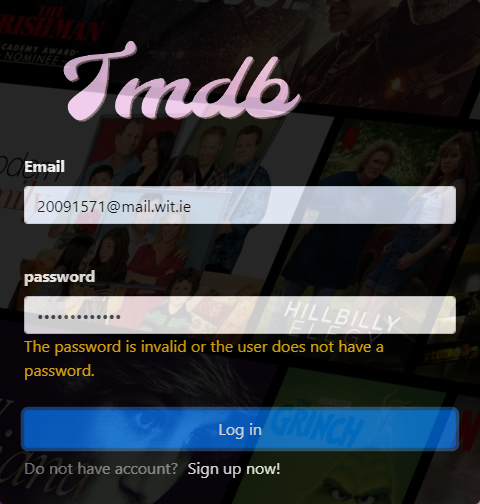 THE
IRISHMAN
ACADEMY AWARD
NOMINEE
Tmdb
Email
20091571@mail.wit.ie
password
•••••••••••••
HILLBILLY
ELEGY
The password is invalid or the user does not have a
password.
Log in
GRINCH
Do not have account? Sign up now!